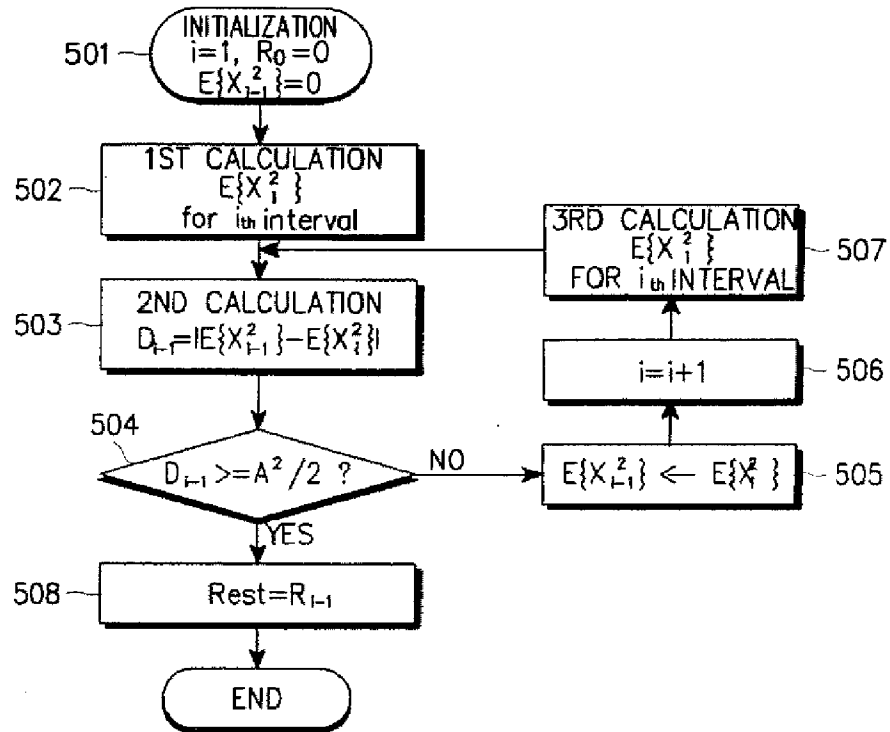 INITIALIZATION
i=1, R₀=0
E{X²ᵢ₋₁}=0
501
1ST CALCULATION
E{X²ᵢ}
for i th interval
502
3RD CALCULATION
E{X²ᵢ}
FOR i th INTERVAL
507
2ND CALCULATION
Dᵢ₋₁=|E{X²ᵢ₋₁}-E{X²ᵢ}|
503
i=i+1
506
504
Dᵢ₋₁>=A²/2 ?
NO
E{X²ᵢ₋₁} ← E{X²ᵢ}
505
YES
508
Rest=Rᵢ₋₁
END